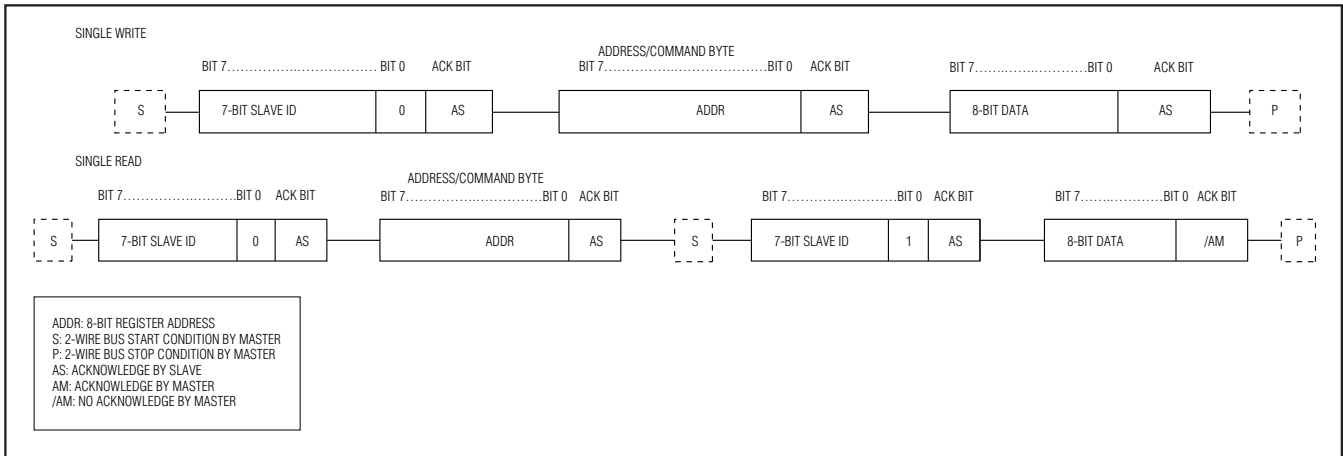 SINGLE WRITE
ADDRESS/COMMAND BYTE
BIT 7……………..……………… BIT 0 ACK BIT BIT 7……………..…………………BIT 0 ACK BIT BIT 7…….…….…………BIT 0 ACK BIT
S 7-BIT SLAVE ID 0 AS ADDR AS 8-BIT DATA AS P
SINGLE READ
ADDRESS/COMMAND BYTE
BIT 7……………..………BIT 0 ACK BIT BIT 7……………..……………BIT 0 ACK BIT BIT 7…………..……………BIT 0 ACK BIT BIT 7……..…………BIT 0 ACK BIT
S 7-BIT SLAVE ID 0 AS ADDR AS S 7-BIT SLAVE ID 1 AS 8-BIT DATA /AM P
ADDR: 8-BIT REGISTER ADDRESS
S: 2-WIRE BUS START CONDITION BY MASTER
P: 2-WIRE BUS STOP CONDITION BY MASTER
AS: ACKNOWLEDGE BY SLAVE
AM: ACKNOWLEDGE BY MASTER
/AM: NO ACKNOWLEDGE BY MASTER